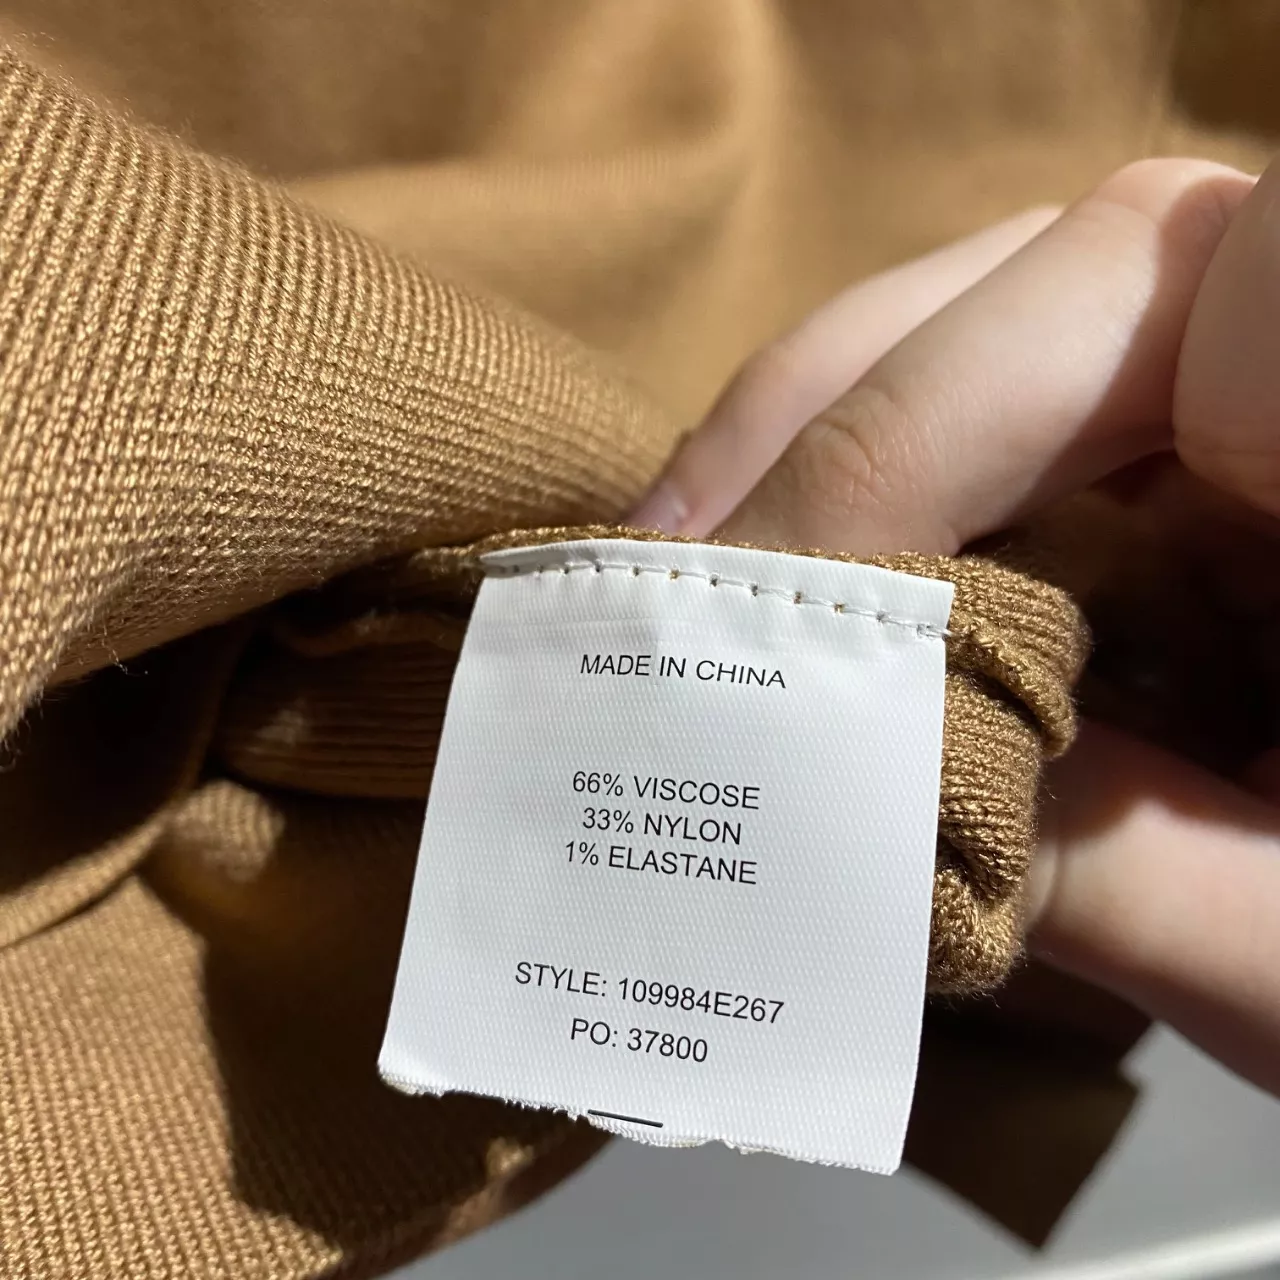 MADE IN CHINA
66% VISCOSE
33% NYLON
1% ELASTANE
STYLE: 109984E267
PO: 37800